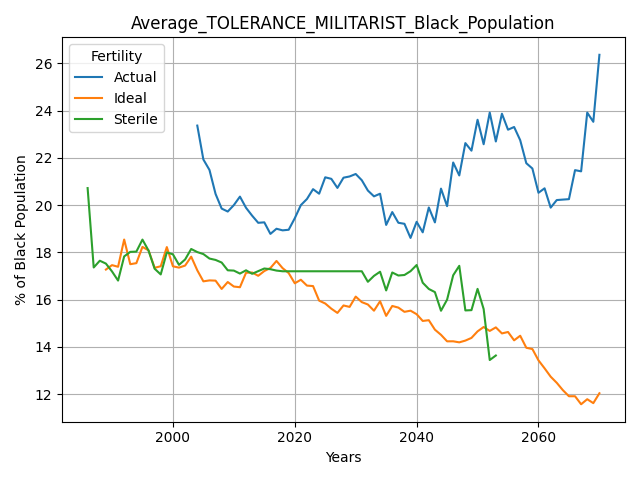 Average_TOLERANCE_MILITARIST_Black_Population
Fertility
Actual
Ideal
Sterile
% of Black Population
26
24
22
20
18
16
14
12
2000
2020
2040
2060
Years